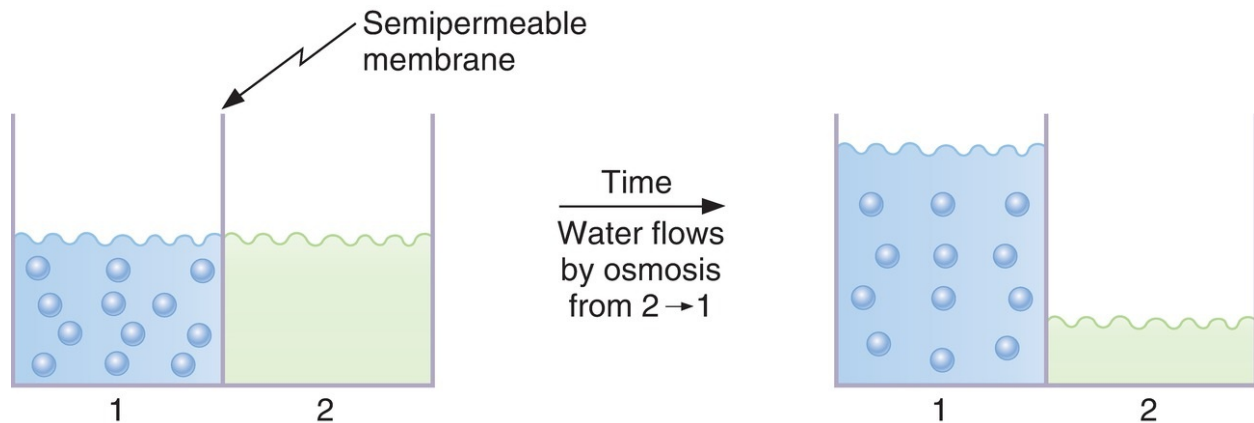 Semipermeable
membrane
Time
Water flows
by osmosis
from 2→1
1
2
1
2